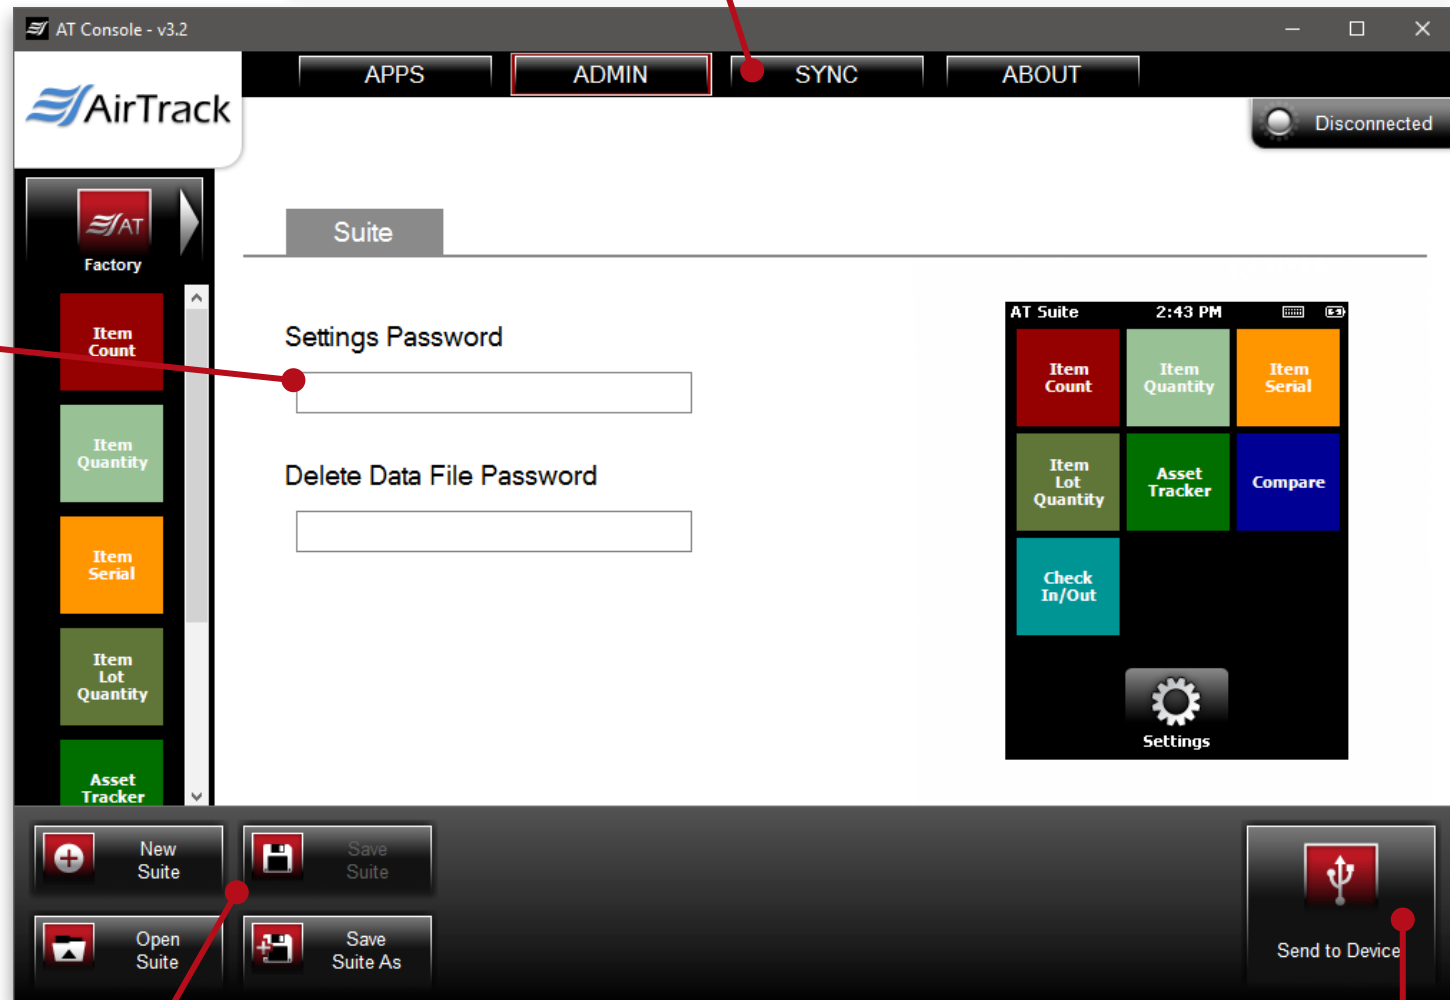 AT Console - v3.2
APPS
ADMIN
SYNC
ABOUT
AirTrack
Disconnected
AT
Factory
Suite
Item
Count
Item
Quantity
Item
Serial
Item
Lot
Quantity
Asset
Tracker
Settings Password
Delete Data File Password
AT Suite 2:43 PM
Item
Count
Item
Quantity
Item
Serial
Item
Lot
Quantity
Asset
Tracker
Compare
Check
In/Out
Settings
New
Suite
Save
Suite
Open
Suite
Save
Suite As
Send to Device